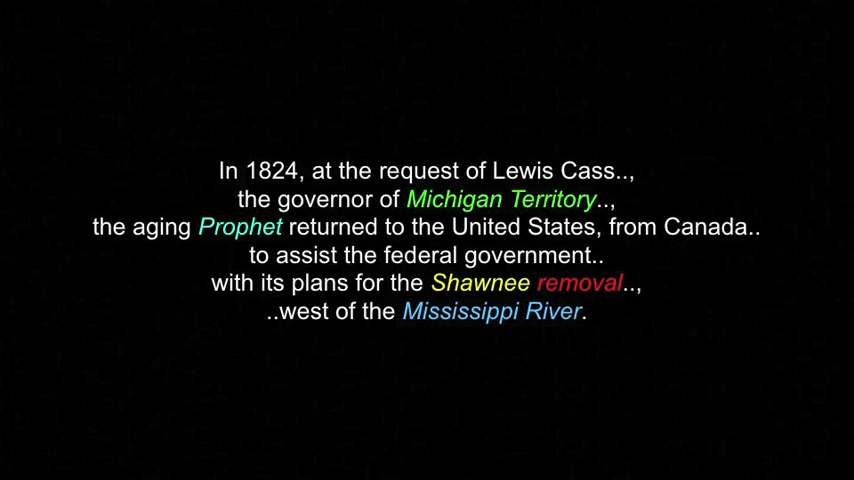 In 1824, at the request of Lewis Cass..,
the governor of Michigan Territory..,
the aging Prophet returned to the United States, from Canada..
to assist the federal government..
with its plans for the Shawnee removal..,
..west of the Mississippi River.